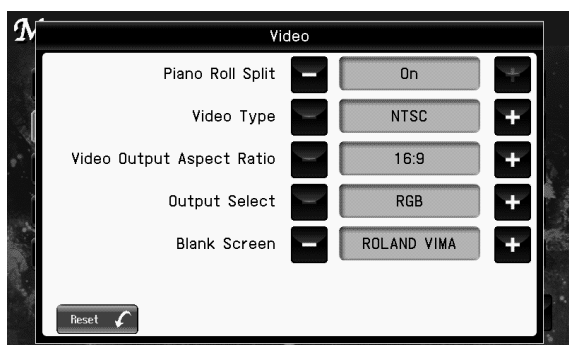 M
Video
Piano Roll Split - On +
Video Type - NTSC +
Video Output Aspect Ratio - 16:9 +
Output Select - RGB +
Blank Screen - ROLAND VIMA +
Reset